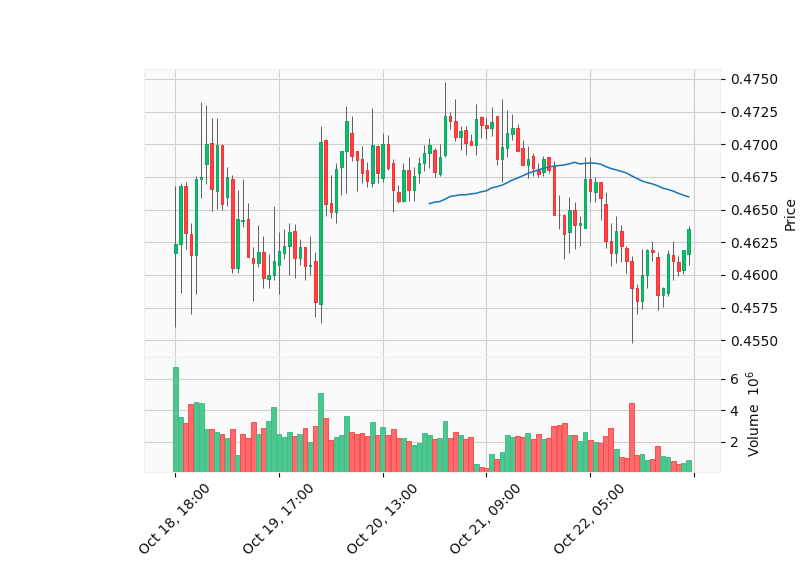 0.4750
0.4725
0.4700
0.4675
0.4650
0.4625
0.4600
0.4575
0.4550
Price
6
4
2
Volume 10^6
Oct 18, 18:00
Oct 19, 17:00
Oct 20, 13:00
Oct 21, 09:00
Oct 22, 05:00